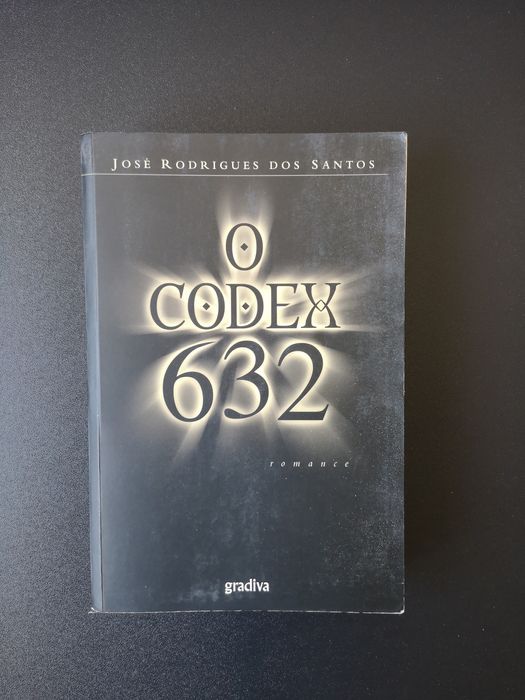 JOSÉ RODRIGUES DOS SANTOS
O
CODEX
632
romance
gradiva